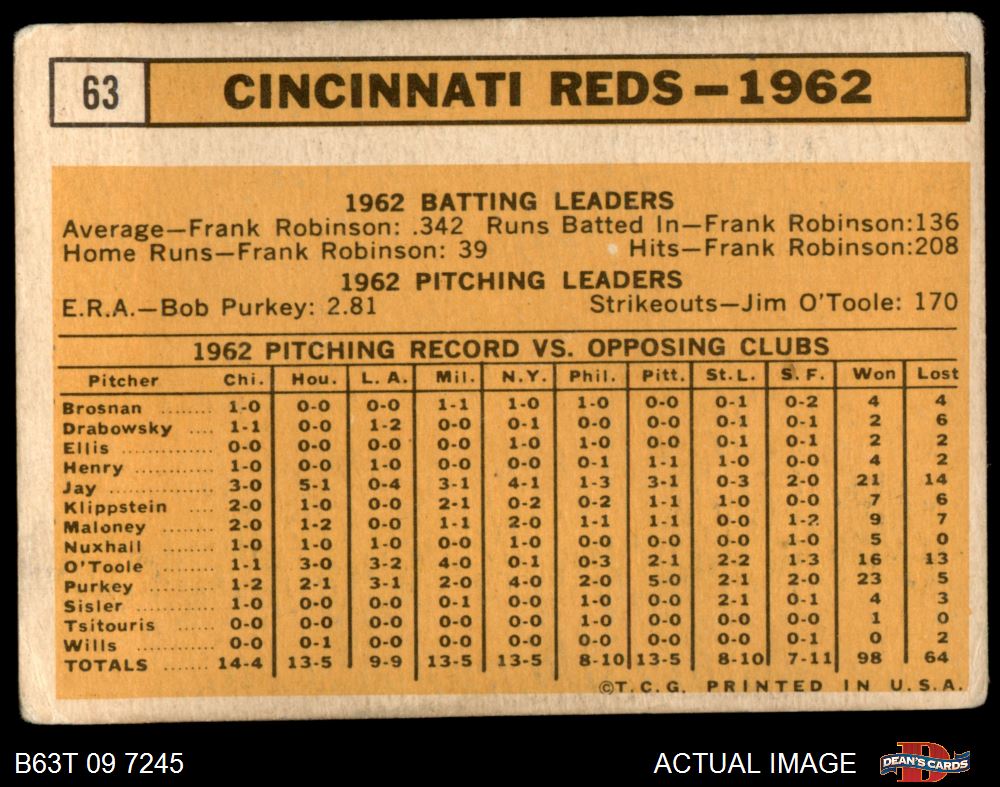 63 CINCINNATI REDS—1962
1962 BATTING LEADERS
Average—Frank Robinson: .342 Runs Batted In—Frank Robinson:136
Home Runs—Frank Robinson: 39 Hits—Frank Robinson:208
1962 PITCHING LEADERS
E.R.A.—Bob Purkey: 2.81 Strikeouts—Jim O'Toole: 170
1962 PITCHING RECORD VS. OPPOSING CLUBS
Pitcher Chi. Hou. L. A. Mil. N.Y. Phil. Pitt. St.L. S. F. Won Lost
Brosnan ........ 1-0 0-0 0-0 1-1 1-0 1-0 0-0 0-1 0-2 4 4
Drabowsky .... 1-1 0-0 1-2 0-0 0-1 0-0 0-0 0-1 0-1 2 6
Ellis ............ 0-0 0-0 0-0 0-0 1-0 1-0 0-0 0-1 0-1 2 2
Henry ............ 1-0 0-0 1-0 0-0 0-0 0-1 1-1 1-0 0-0 4 2
Jay ................ 3-0 5-1 0-4 3-1 4-1 1-3 3-1 0-3 2-0 21 14
Klippstein ...... 2-0 1-0 0-0 2-1 0-2 0-2 1-1 1-0 0-0 7 6
Maloney ........ 2-0 1-2 0-0 1-1 2-0 1-1 1-1 0-0 1-2 9 7
Nuxhall ........ 1-0 1-0 1-0 0-0 1-0 0-0 0-0 0-0 1-0 5 0
O'Toole ........ 1-1 3-0 3-2 4-0 0-1 0-3 2-1 2-2 1-3 16 13
Purkey .......... 1-2 2-1 3-1 2-0 4-0 2-0 5-0 2-1 2-0 23 5
Sisler ............ 1-0 0-0 0-0 0-1 0-0 1-0 0-0 2-1 0-1 4 3
Tsitouris ...... 0-0 0-0 0-0 0-0 0-0 1-0 0-0 0-0 0-0 1 0
Wills ............ 0-0 0-1 0-0 0-0 0-0 0-0 0-0 0-0 0-1 0 2
TOTALS ...... 14-4 13-5 9-9 13-5 13-5 8-10 13-5 8-10 7-11 98 64
©T.C.G. PRINTED IN U.S.A.
B63T 09 7245 ACTUAL IMAGE DEAN'S CARDS